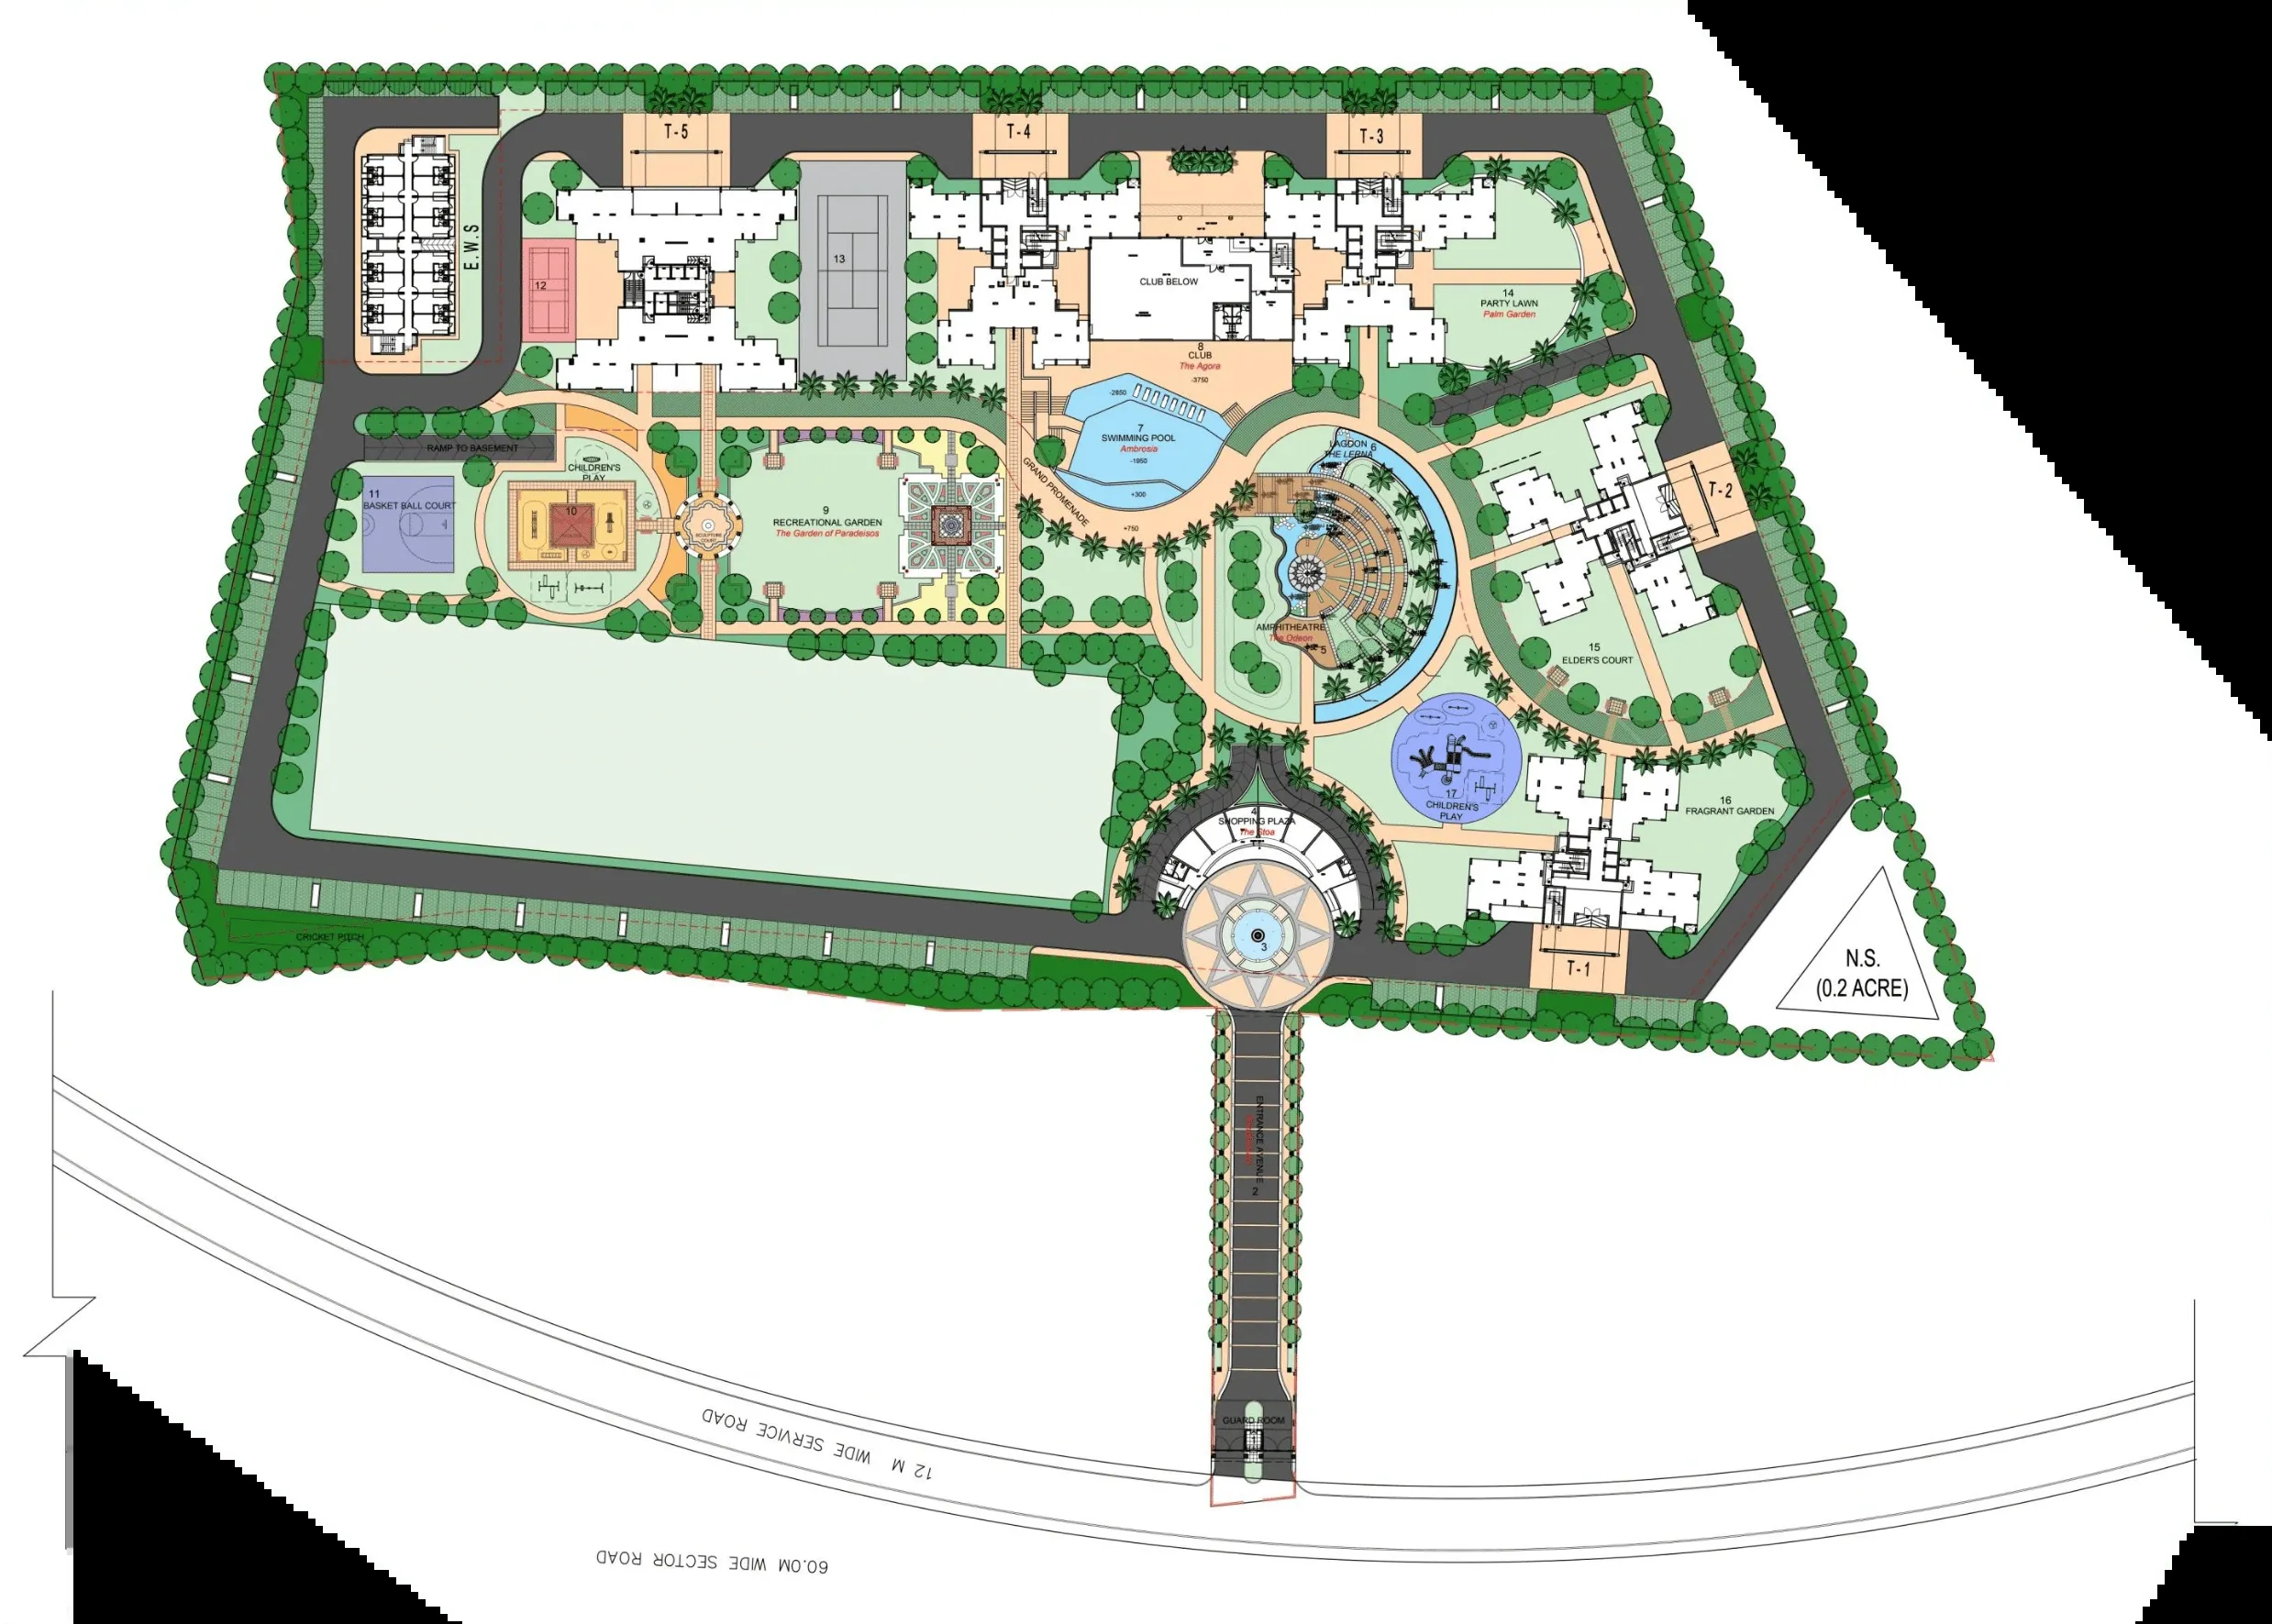 T-5
T-4
T-3
E.W.S
12
13
CLUB BELOW
14
PARTY LAWN
Palm Garden
8
CLUB
The Agora
-3750
-2850
7
SWIMMING POOL
Ambrosia
-1950
+300
+750
GRAND PROMENADE
LAGOON 6
THE LERNA
RAMP TO BASEMENT
CHILDREN'S
PLAY
10
11
BASKET BALL COURT
SCULPTURE
COURT
9
RECREATIONAL GARDEN
The Garden of Paradeisos
T-2
AMPHITHEATRE
The Odeon
5
15
ELDER'S COURT
17
CHILDREN'S
PLAY
16
FRAGRANT GARDEN
4
SHOPPING PLAZA
The Stoa
3
CRICKET PITCH
T-1
N.S.
(0.2 ACRE)
ENTRANCE AVENUE
2
GUARD ROOM
12 M WIDE SERVICE ROAD
60.0M WIDE SECTOR ROAD